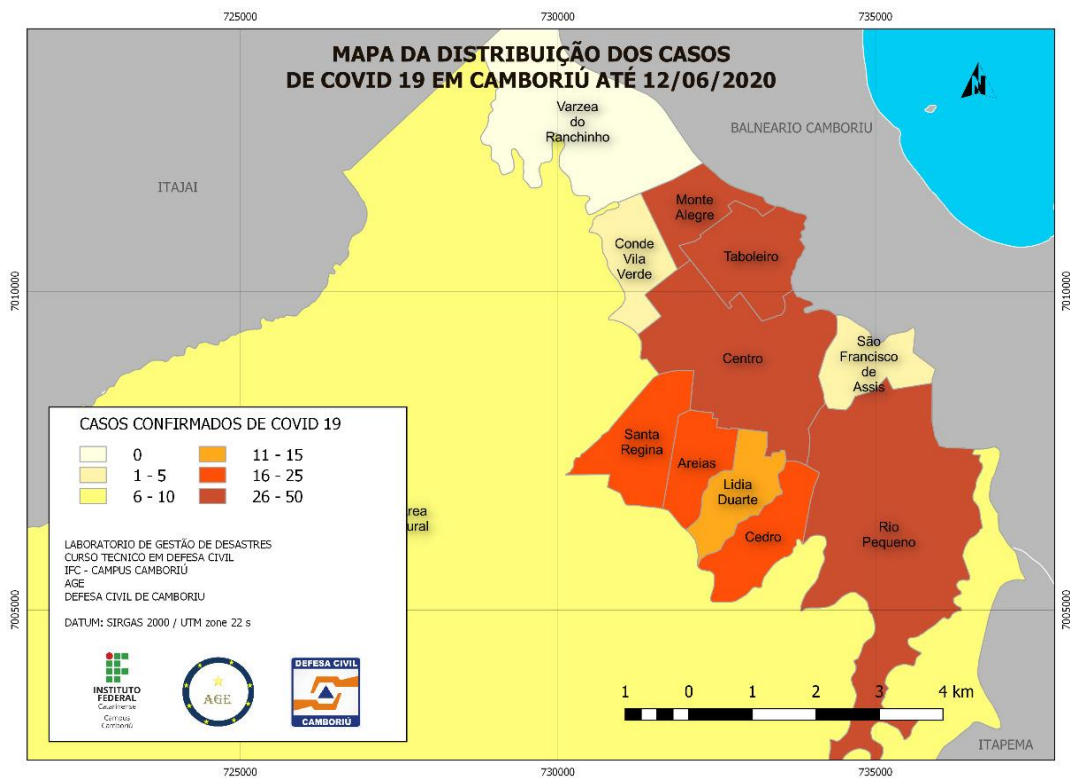 725000
730000
735000
MAPA DA DISTRIBUIÇÃO DOS CASOS
DE COVID 19 EM CAMBORIÚ ATÉ 12/06/2020
Varzea
do
Ranchinho
BALNEARIO CAMBORIU
ITAJAI
Monte
Alegre
Conde
Vila
Verde
Taboleiro
7010000
7010000
São
Francisco
de
Assis
Centro
Santa
Regina
Areias
Lidia
Duarte
Cedro
Rio
Pequeno
rea
ural
CASOS CONFIRMADOS DE COVID 19
0
1 - 5
6 - 10
11 - 15
16 - 25
26 - 50
LABORATORIO DE GESTÃO DE DESASTRES
CURSO TECNICO EM DEFESA CIVIL
IFC - CAMPUS CAMBORIÚ
AGE
DEFESA CIVIL DE CAMBORIU
DATUM: SIRGAS 2000 / UTM zone 22 s
INSTITUTO
FEDERAL
Catarinense
Campus
Camboriú
AGE
DEFESA CIVIL
CAMBORIÚ
7005000
7005000
1 0 1 2 3 4 km
ITAPEMA
725000
730000
735000